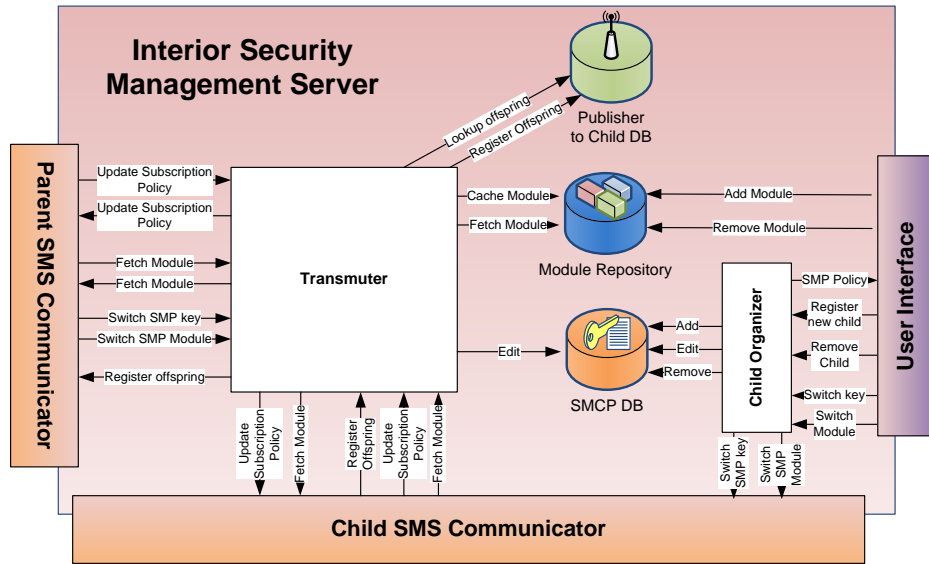 Interior Security
Management Server
Publisher
to Child DB
Lookup offspring
Register Offspring
Parent SMS Communicator
Update Subscription
Policy
Update Subscription
Policy
Fetch Module
Fetch Module
Switch SMP key
Switch SMP Module
Register offspring
Transmuter
Cache Module
Fetch Module
Edit
Module Repository
SMCP DB
Add Module
Remove Module
Add
Edit
Remove
Child Organizer
SMP Policy
Register
new child
Remove
Child
Switch key
Switch
Module
User Interface
Update
Subscription
Policy
Fetch Module
Register
Offspring
Update
Subscription
Policy
Fetch Module
Switch
SMP key
Switch
SMP
Module
Child SMS Communicator